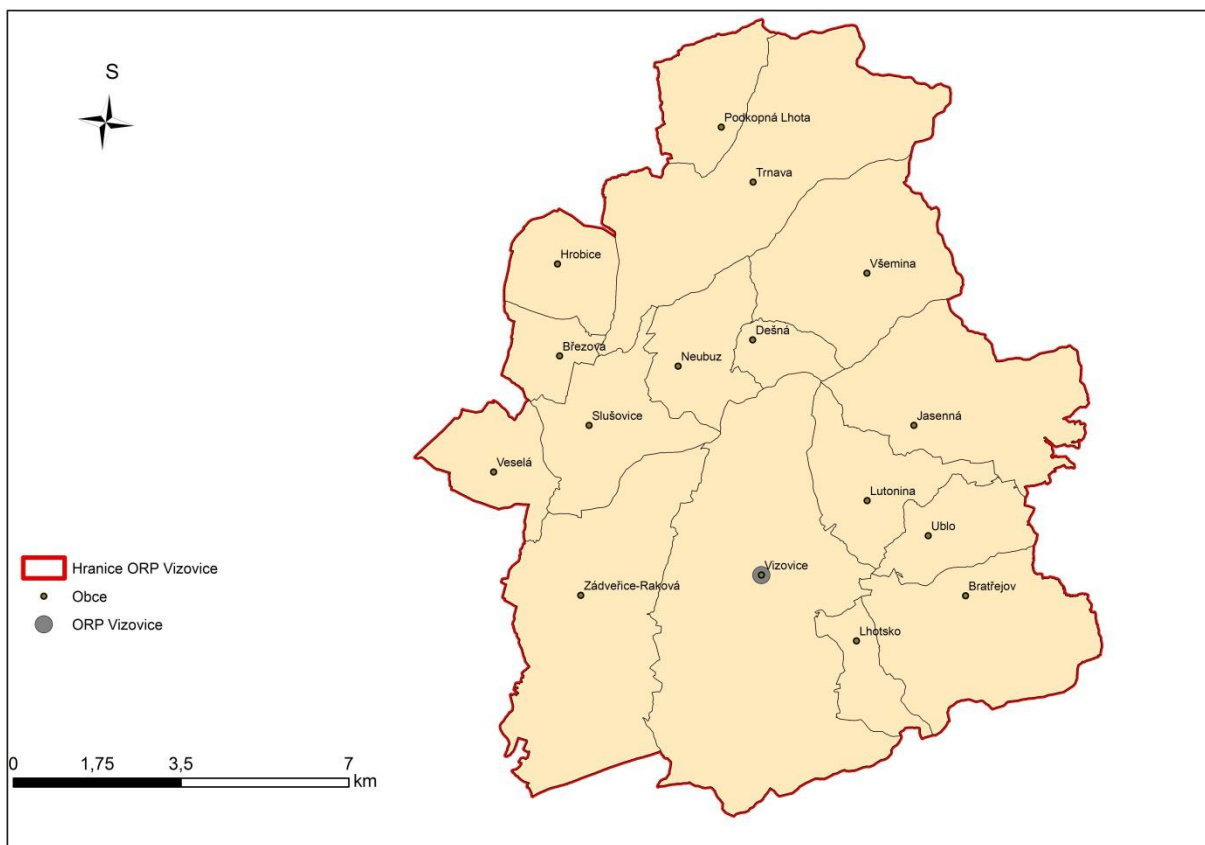 S
Podkopná Lhota
Trnava
Hrobice
Všemina
Dešná
Březová
Neubuz
Slušovice
Jasenná
Veselá
Lutonina
Ublo
Vizovice
Zádveřice-Raková
Bratřejov
Lhotsko
Hranice ORP Vizovice
Obce
ORP Vizovice
0 1,75 3,5 7
km